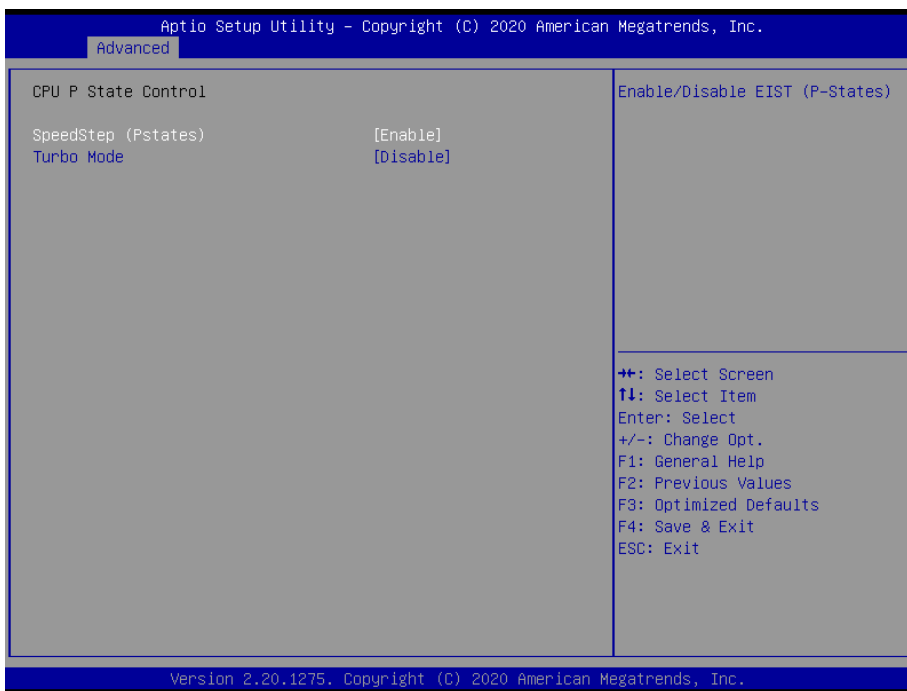 Aptio Setup Utility – Copyright (C) 2020 American Megatrends, Inc.
Advanced
CPU P State Control
SpeedStep (Pstates) [Enable]
Turbo Mode [Disable]
Enable/Disable EIST (P-States)
→←: Select Screen
↑↓: Select Item
Enter: Select
+/-: Change Opt.
F1: General Help
F2: Previous Values
F3: Optimized Defaults
F4: Save & Exit
ESC: Exit
Version 2.20.1275. Copyright (C) 2020 American Megatrends, Inc.